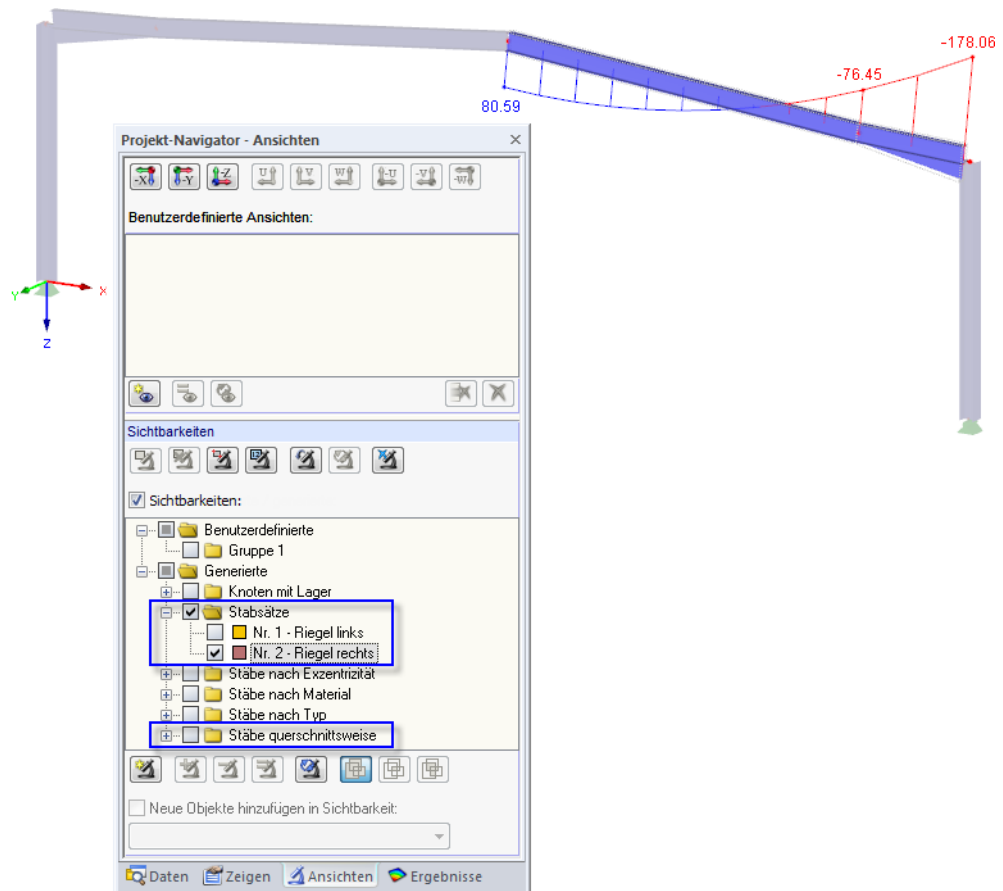 -178.06
-76.45
80.59
X
Y
Z
Projekt-Navigator - Ansichten
-X -Y -Z U V W -U -V -W
Benutzerdefinierte Ansichten:
Sichtbarkeiten
Sichtbarkeiten:
Benutzerdefinierte
Gruppe 1
Generierte
Knoten mit Lager
Stabsätze
Nr. 1 - Riegel links
Nr. 2 - Riegel rechts
Stäbe nach Exzentrizität
Stäbe nach Material
Stäbe nach Typ
Stäbe querschnittsweise
Neue Objekte hinzufügen in Sichtbarkeit:
Daten Zeigen Ansichten Ergebnisse